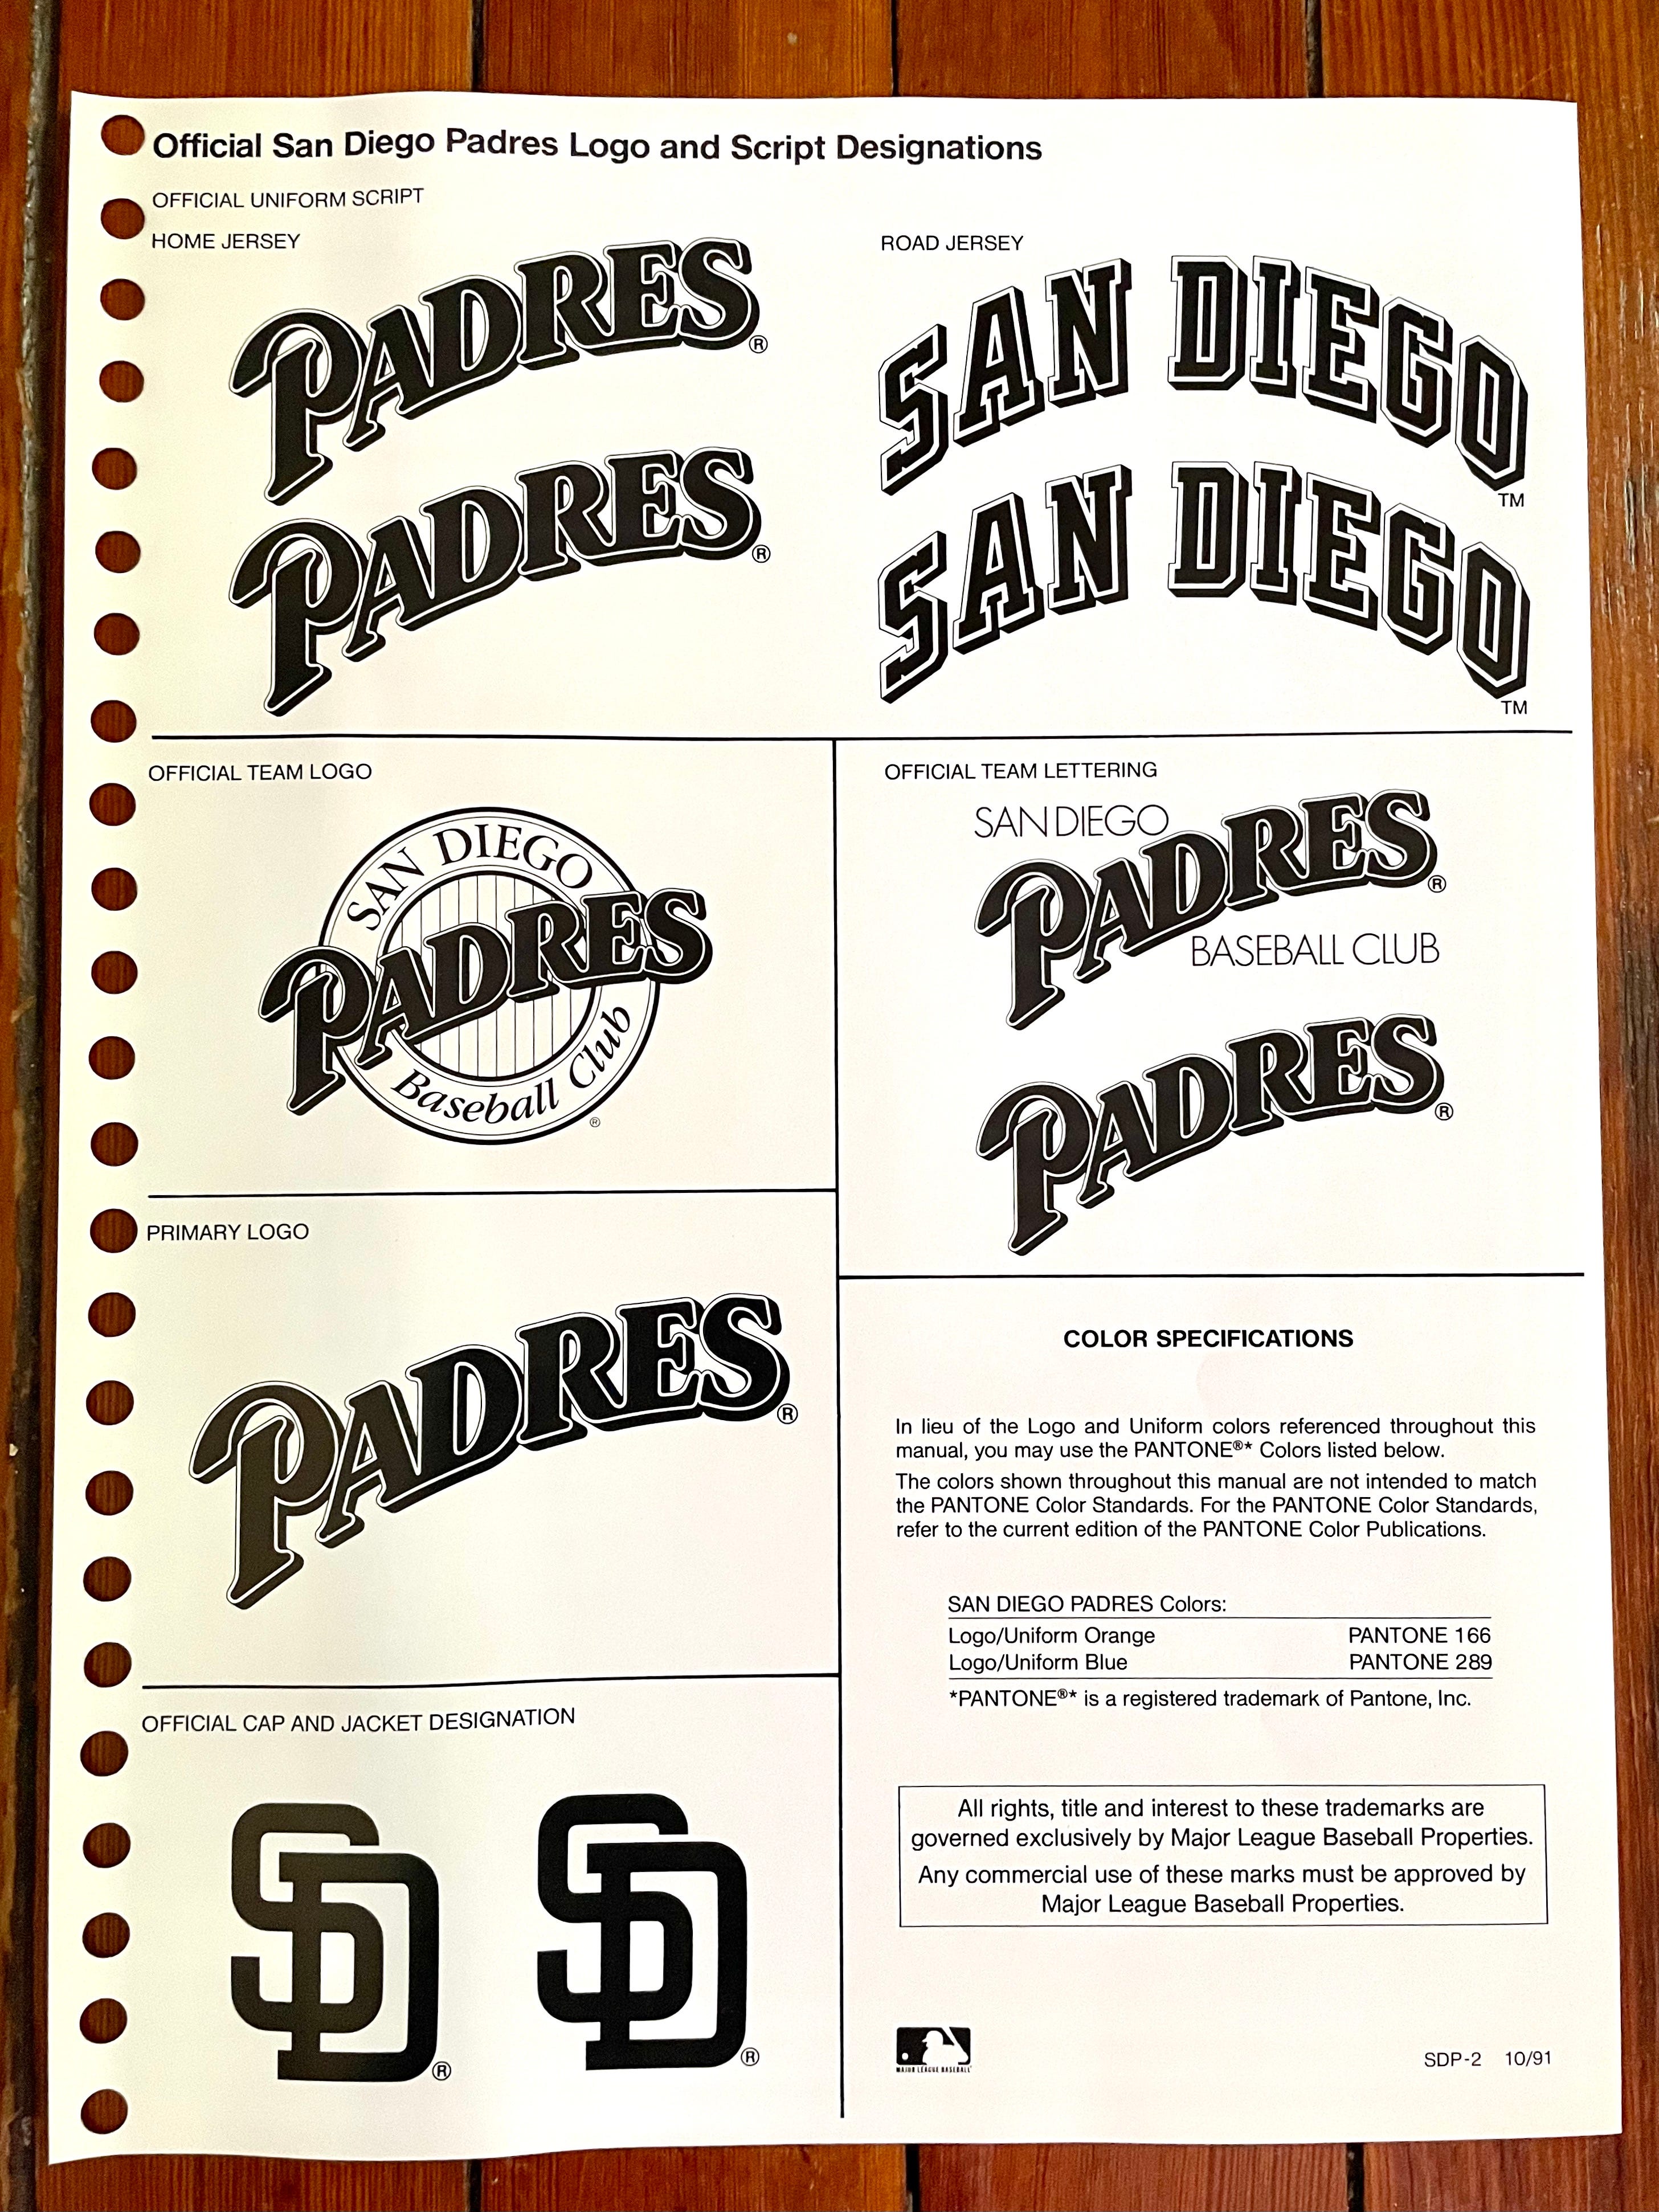 Official San Diego Padres Logo and Script Designations
OFFICIAL UNIFORM SCRIPT
HOME JERSEY
PADRES®
PADRES®
ROAD JERSEY
SAN DIEGO™
SAN DIEGO™
OFFICIAL TEAM LOGO
SAN DIEGO
PADRES
Baseball Club
®
OFFICIAL TEAM LETTERING
SAN DIEGO
PADRES®
BASEBALL CLUB
PADRES®
PRIMARY LOGO
PADRES®
OFFICIAL CAP AND JACKET DESIGNATION
SD® SD®
COLOR SPECIFICATIONS
In lieu of the Logo and Uniform colors referenced throughout this
manual, you may use the PANTONE®* Colors listed below.
The colors shown throughout this manual are not intended to match
the PANTONE Color Standards. For the PANTONE Color Standards,
refer to the current edition of the PANTONE Color Publications.
SAN DIEGO PADRES Colors:
Logo/Uniform Orange PANTONE 166
Logo/Uniform Blue PANTONE 289
*PANTONE®* is a registered trademark of Pantone, Inc.
All rights, title and interest to these trademarks are
governed exclusively by Major League Baseball Properties.
Any commercial use of these marks must be approved by
Major League Baseball Properties.
MAJOR LEAGUE BASEBALL
SDP-2 10/91